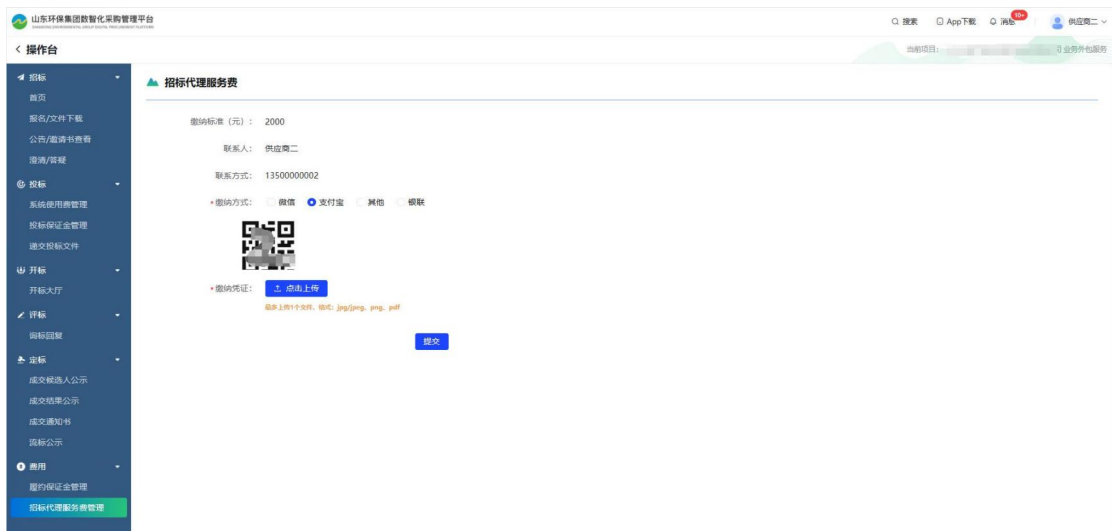 山东环保集团数智化采购管理平台
搜索 App下载 消息 19+ 供应商二
操作台
当前项目: 业务外包服务
招标
首页
报名/文件下载
公告/邀请书查看
澄清/答疑
投标
系统使用费管理
投标保证金管理
递交投标文件
开标
开标大厅
评标
询标回复
定标
成交候选人公示
成交结果公示
成交通知书
流标公示
费用
履约保证金管理
招标代理服务费管理
招标代理服务费
缴纳标准（元）: 2000
联系人: 供应商二
联系方式: 13500000002
*缴纳方式: 微信 支付宝 其他 银联
*缴纳凭证: 点击上传
最多上传1个文件, 格式: jpg/jpeg、png、pdf
提交